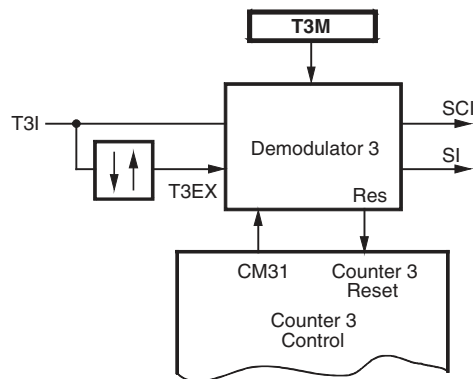 T3M
T3I
SCI
Demodulator 3
SI
T3EX
Res
CM31
Counter 3
Reset
Counter 3
Control